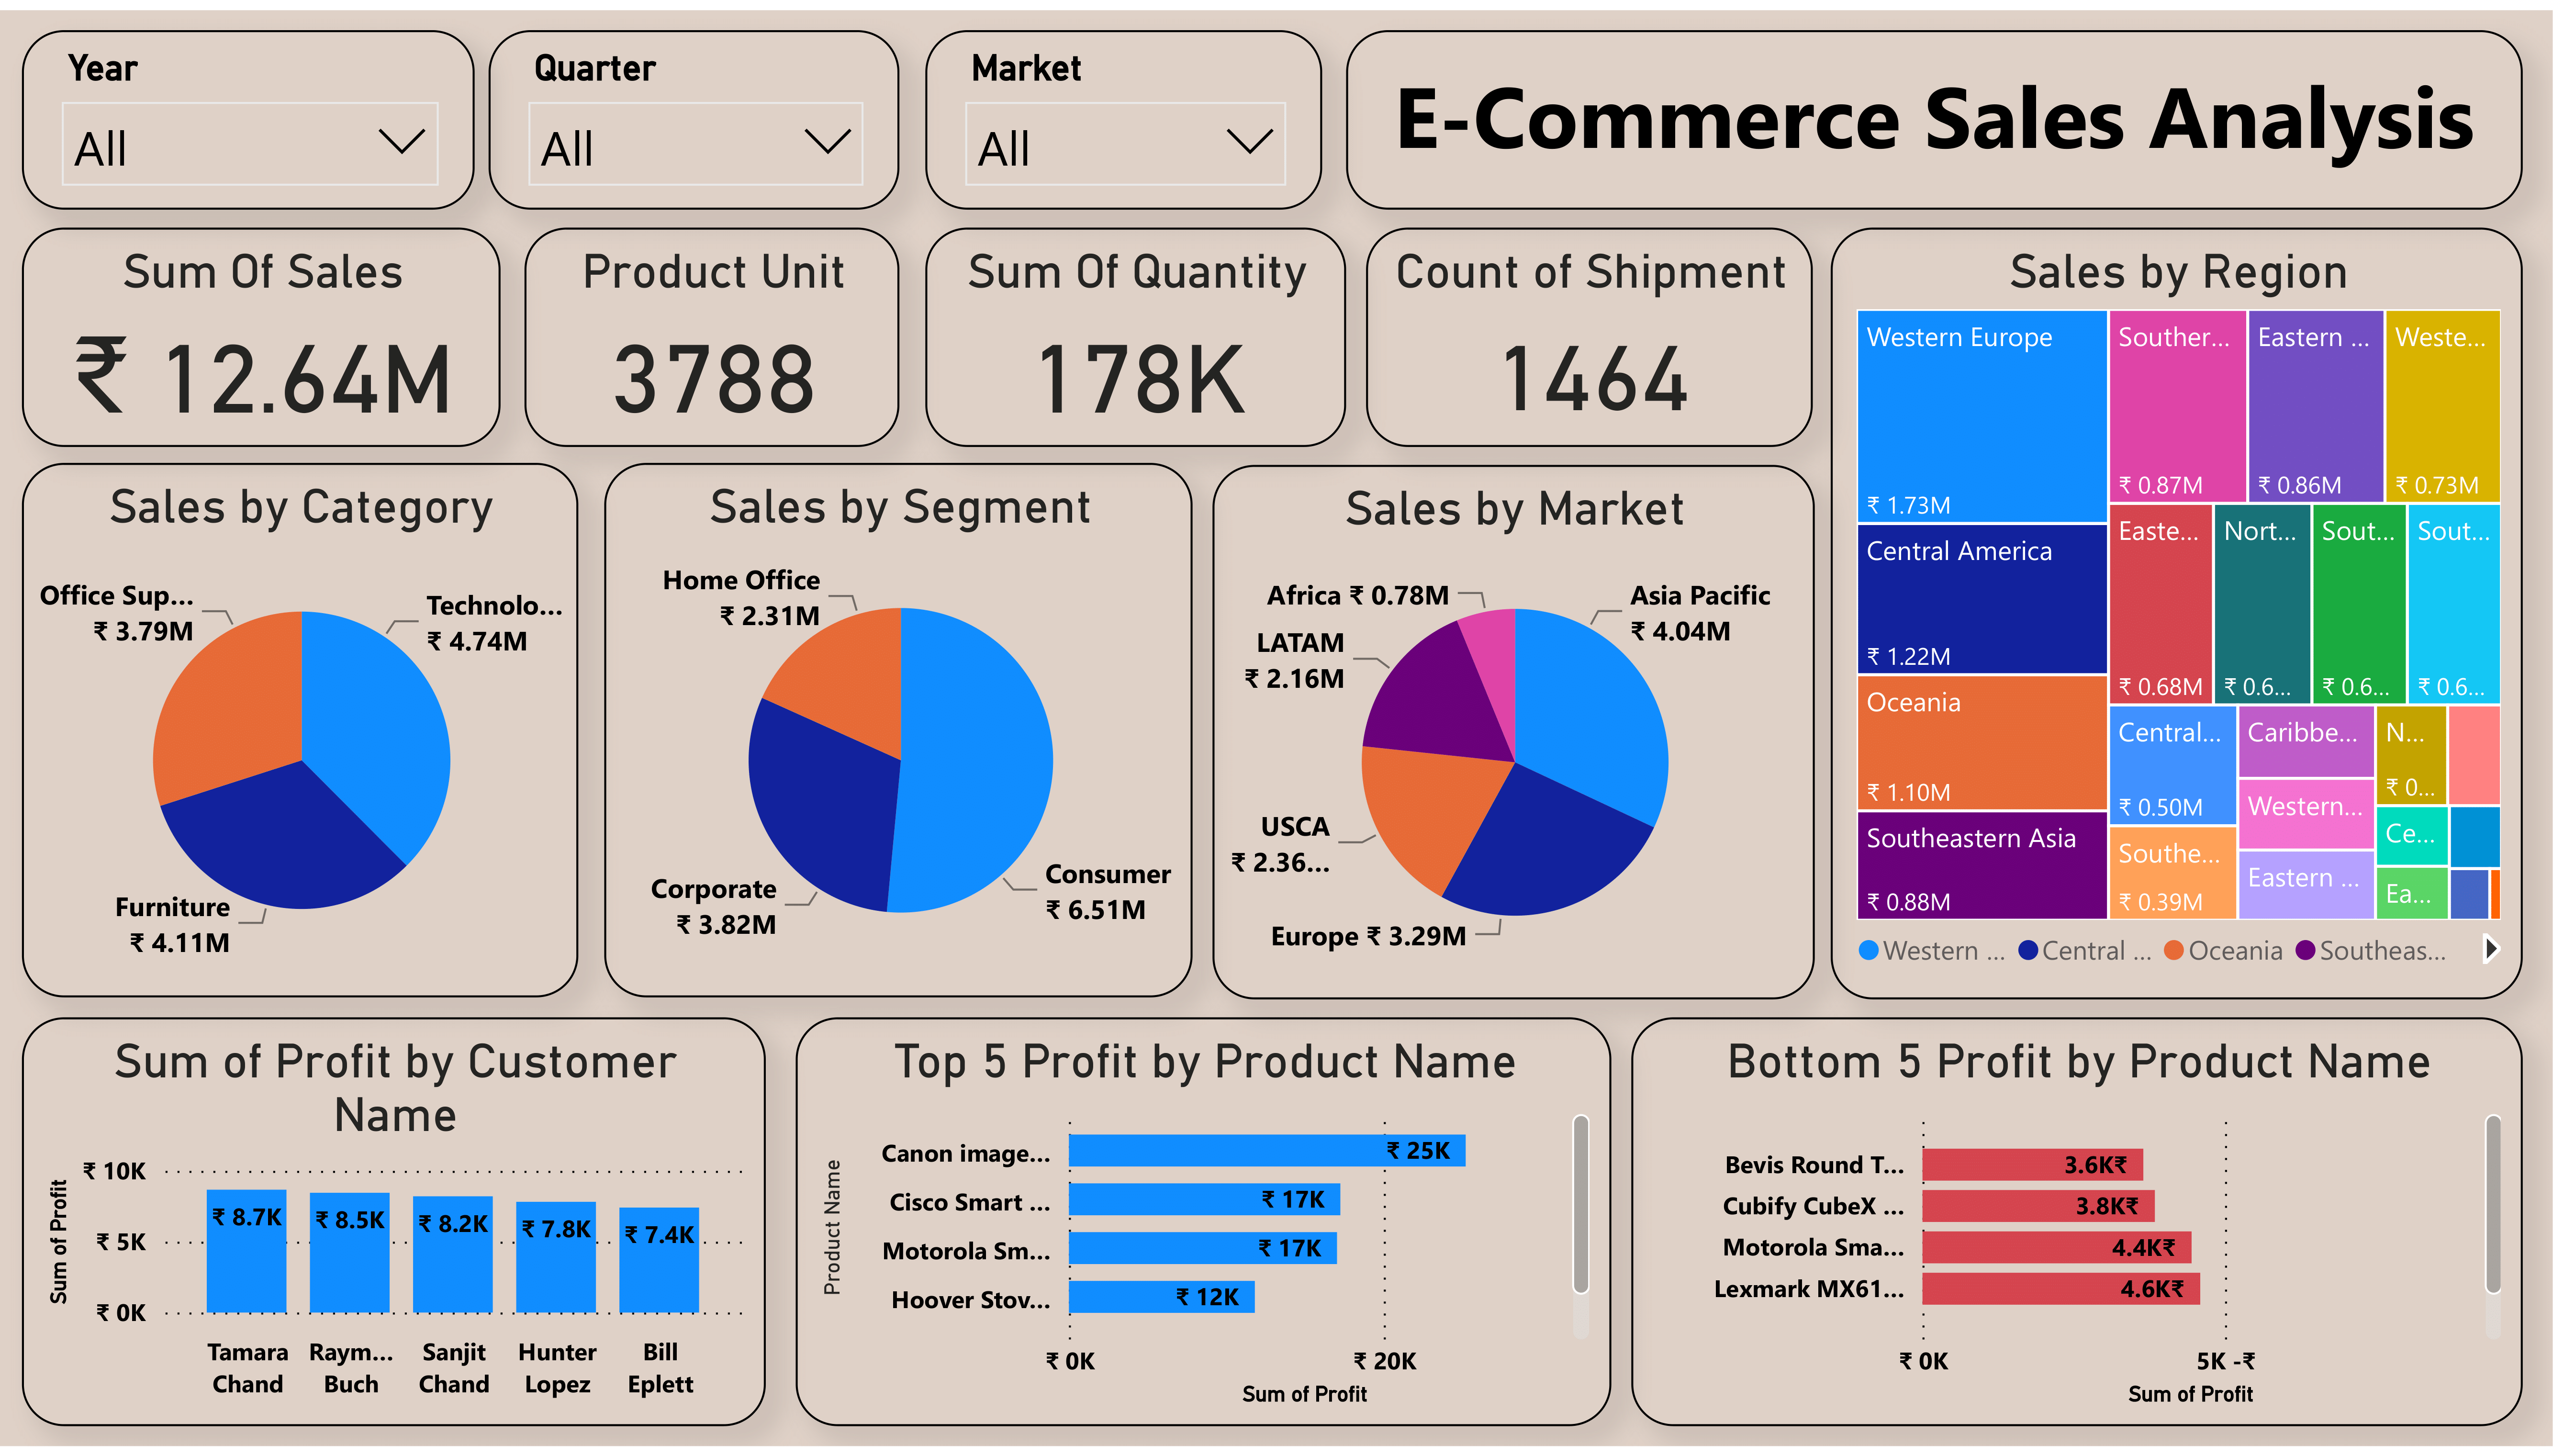 Year
All
Quarter
All
Market
All
E-Commerce Sales Analysis
Sum Of Sales
₹ 12.64M
Product Unit
3788
Sum Of Quantity
178K
Count of Shipment
1464
Sales by Region
Western Europe
₹ 1.73M
Central America
₹ 1.22M
Oceania
₹ 1.10M
Southeastern Asia
₹ 0.88M
Souther...
₹ 0.87M
Eastern ...
₹ 0.86M
Weste...
₹ 0.73M
Easte...
₹ 0.68M
Nort...
₹ 0.6...
Sout...
₹ 0.6...
Sout...
₹ 0.6...
Central...
₹ 0.50M
Southe...
₹ 0.39M
Caribbe...
Western...
Eastern ...
N...
₹ 0...
Ce...
Ea...
Western ...
Central ...
Oceania
Southeas...
Sales by Category
Office Sup...
₹ 3.79M
Technolo...
₹ 4.74M
Furniture
₹ 4.11M
Sales by Segment
Home Office
₹ 2.31M
Corporate
₹ 3.82M
Consumer
₹ 6.51M
Sales by Market
Africa ₹ 0.78M
LATAM
₹ 2.16M
Asia Pacific
₹ 4.04M
USCA
₹ 2.36...
Europe ₹ 3.29M
Sum of Profit by Customer
Name
Sum of Profit
₹ 10K
₹ 5K
₹ 0K
₹ 8.7K
₹ 8.5K
₹ 8.2K
₹ 7.8K
₹ 7.4K
Tamara
Chand
Raym...
Buch
Sanjit
Chand
Hunter
Lopez
Bill
Eplett
Top 5 Profit by Product Name
Product Name
Canon image...
₹ 25K
Cisco Smart ...
₹ 17K
Motorola Sm...
₹ 17K
Hoover Stov...
₹ 12K
₹ 0K
₹ 20K
Sum of Profit
Bottom 5 Profit by Product Name
Bevis Round T...
3.6K₹
Cubify CubeX ...
3.8K₹
Motorola Sma...
4.4K₹
Lexmark MX61...
4.6K₹
₹ 0K
5K -₹
Sum of Profit